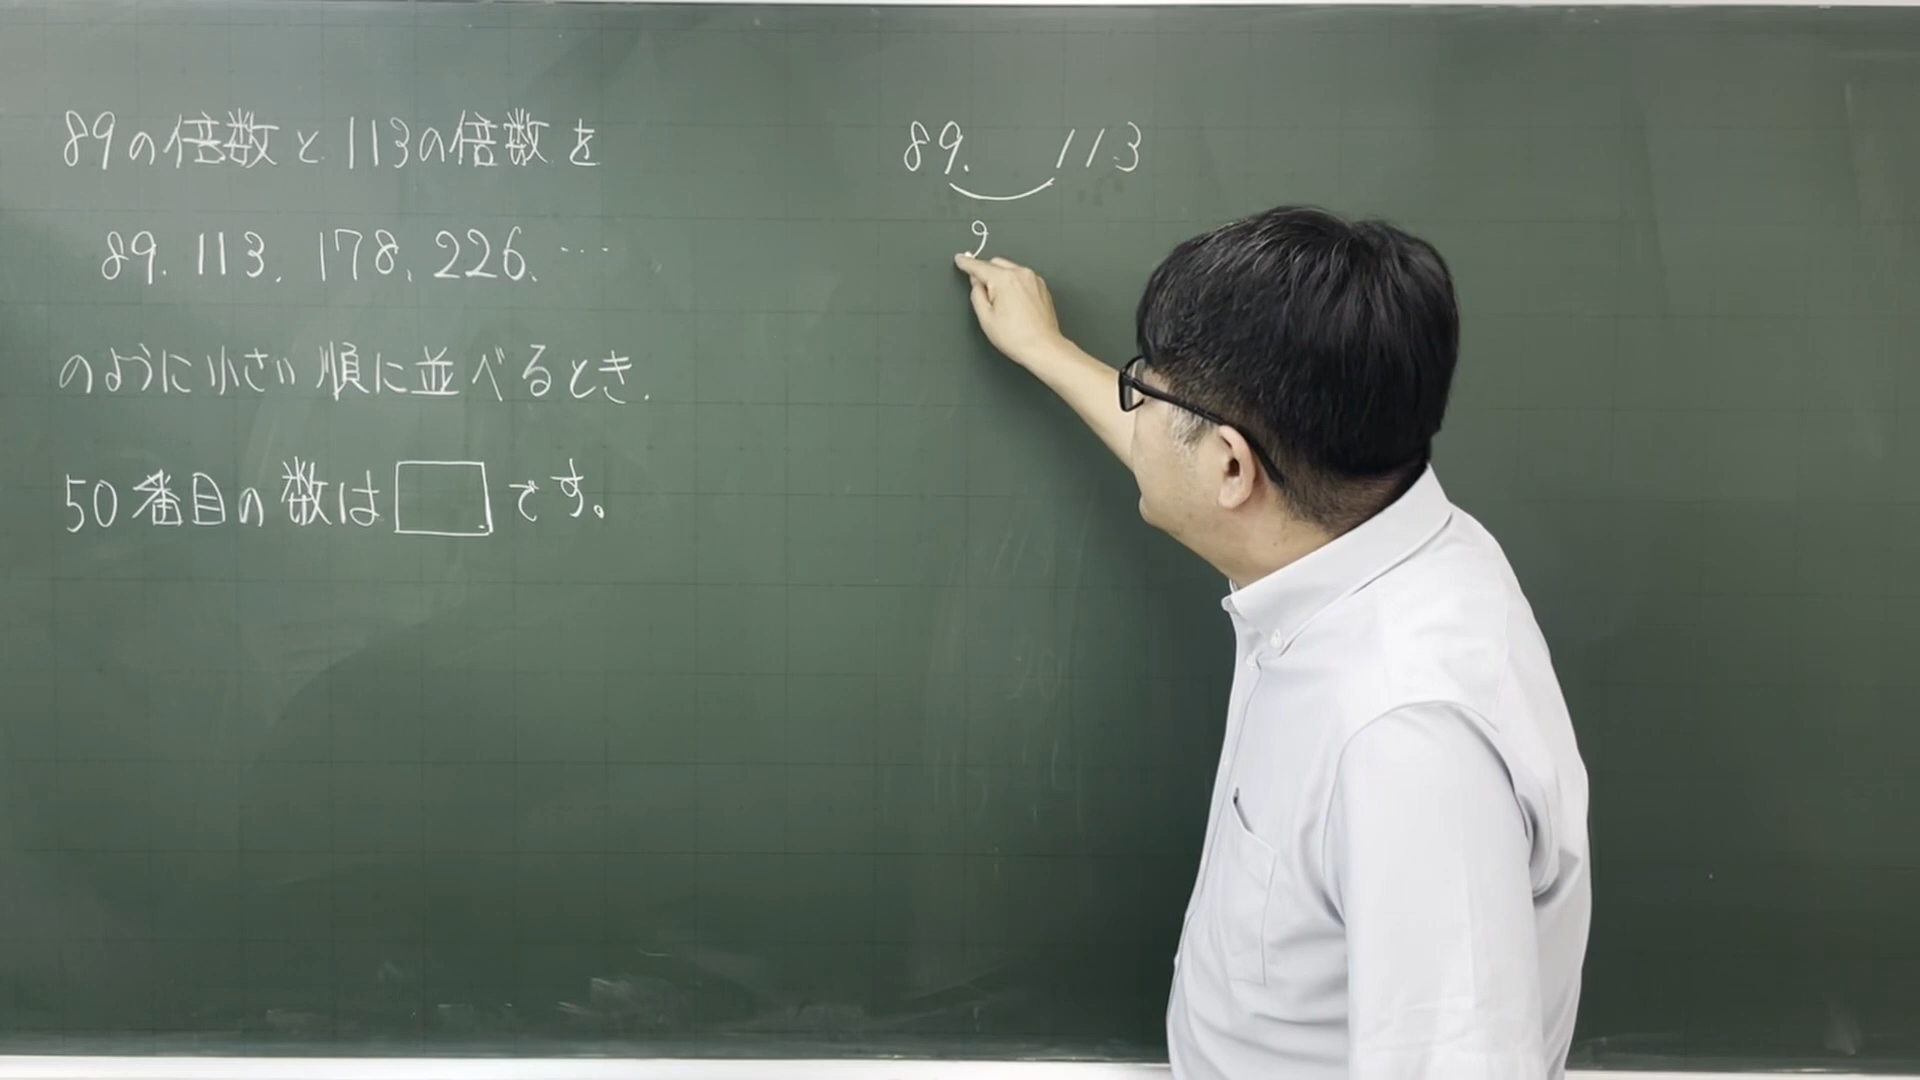 89の倍数と113の倍数を
89. 113. 178. 226. …
のように小さい順に並べるとき.
50番目の数は□です。
89. 113